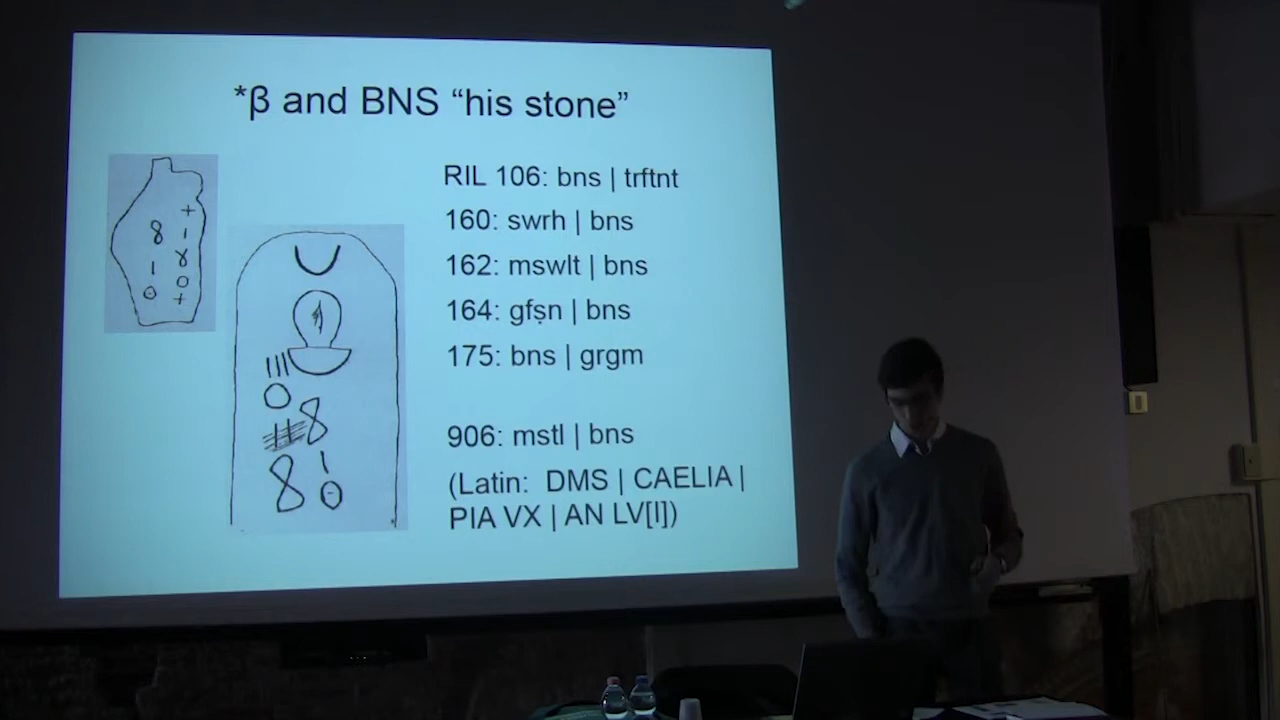 *β and BNS “his stone”
RIL 106: bns | trftnt
160: swrh | bns
162: mswlt | bns
164: gfṣn | bns
175: bns | grgm
906: mstl | bns
(Latin: DMS | CAELIA |
PIA VX | AN LV[I])